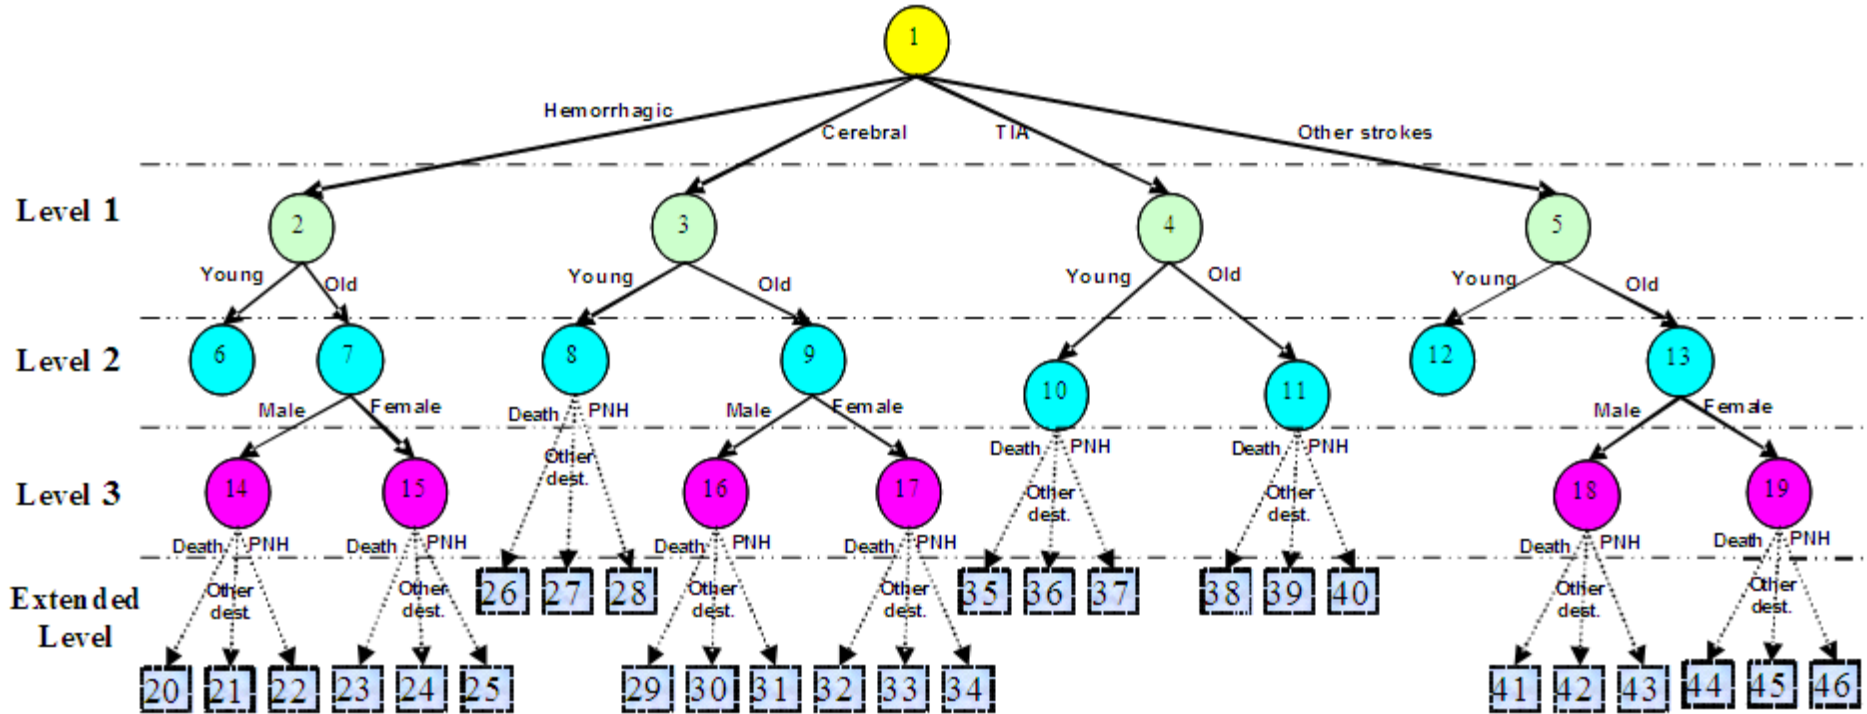 1
Hemorrhagic
Cerebral
TIA
Other strokes
Level 1
2
3
4
5
Young
Old
Young
Old
Young
Old
Young
Old
Level 2
6
7
8
9
10
11
12
13
Male
Female
Death
PNH
Other
dest.
Male
Female
Death
PNH
Other
dest.
Death
PNH
Other
dest.
Male
Female
Level 3
14
15
16
17
18
19
Death
PNH
Other
dest.
Death
PNH
Other
dest.
Death
PNH
Other
dest.
Death
PNH
Other
dest.
Death
PNH
Other
dest.
Death
PNH
Other
dest.
Extended
Level
26
27
28
35
36
37
38
39
40
20
21
22
23
24
25
29
30
31
32
33
34
41
42
43
44
45
46